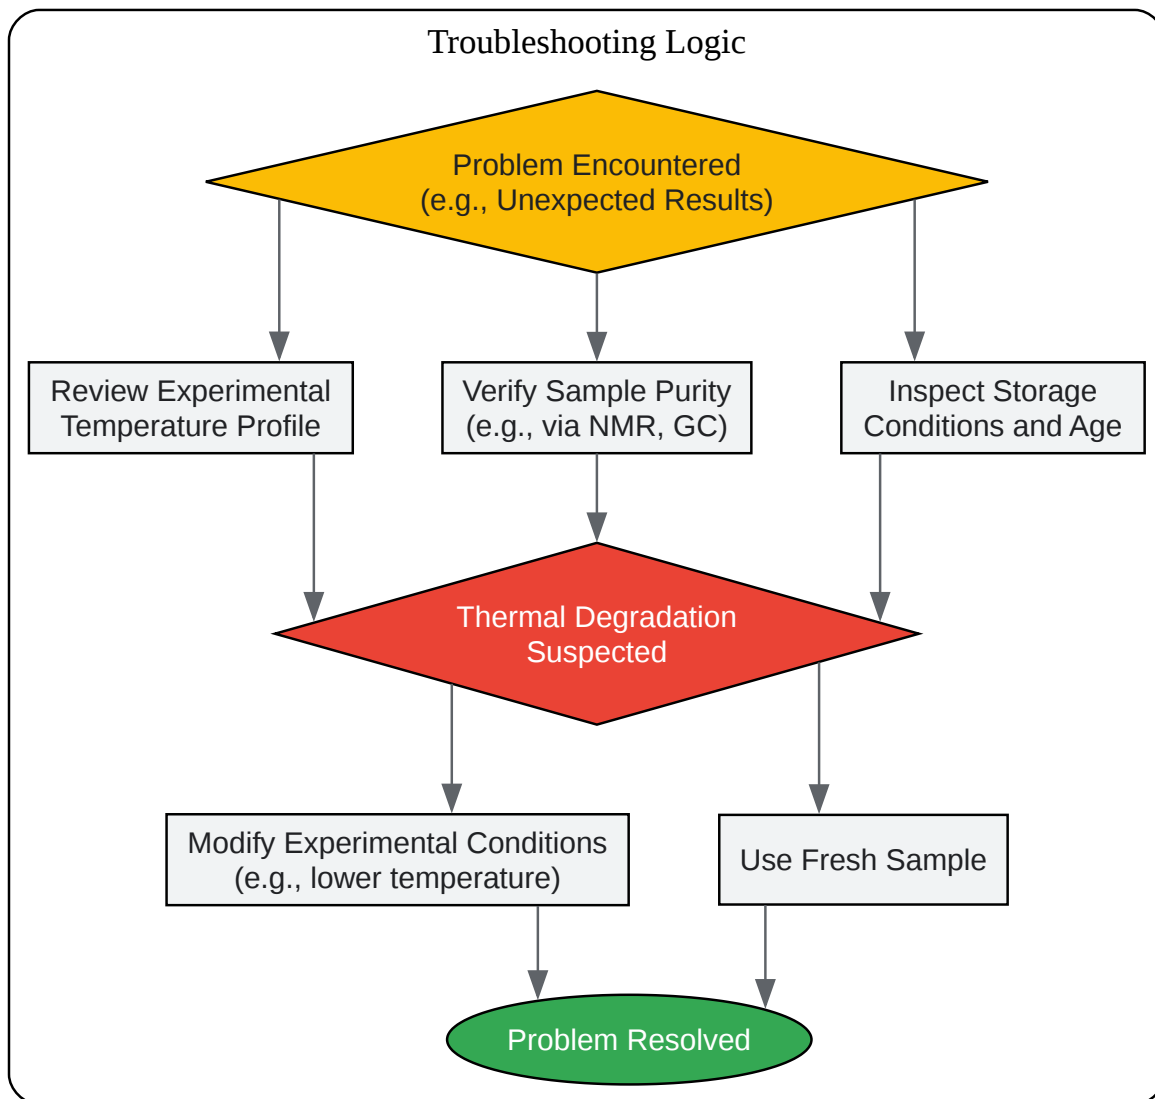 Troubleshooting Logic
Problem Encountered
(e.g., Unexpected Results)
Review Experimental
Temperature Profile
Verify Sample Purity
(e.g., via NMR, GC)
Inspect Storage
Conditions and Age
Thermal Degradation
Suspected
Modify Experimental Conditions
(e.g., lower temperature)
Use Fresh Sample
Problem Resolved